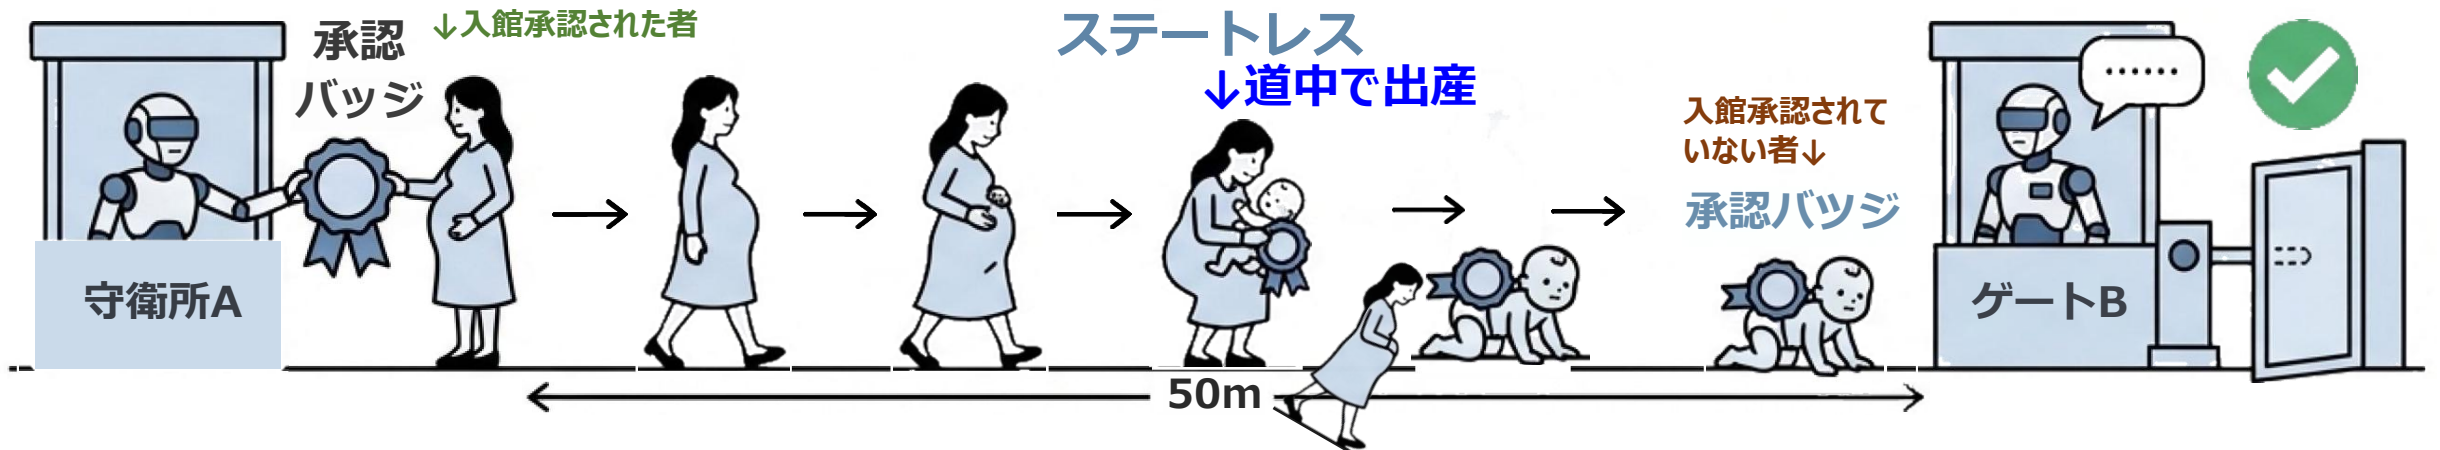 承認
バッジ
↓入館承認された者
ステートレス
↓道中で出産
入館承認されて
いない者↓
承認バツジ
……
守衛所A
ゲートB
50m